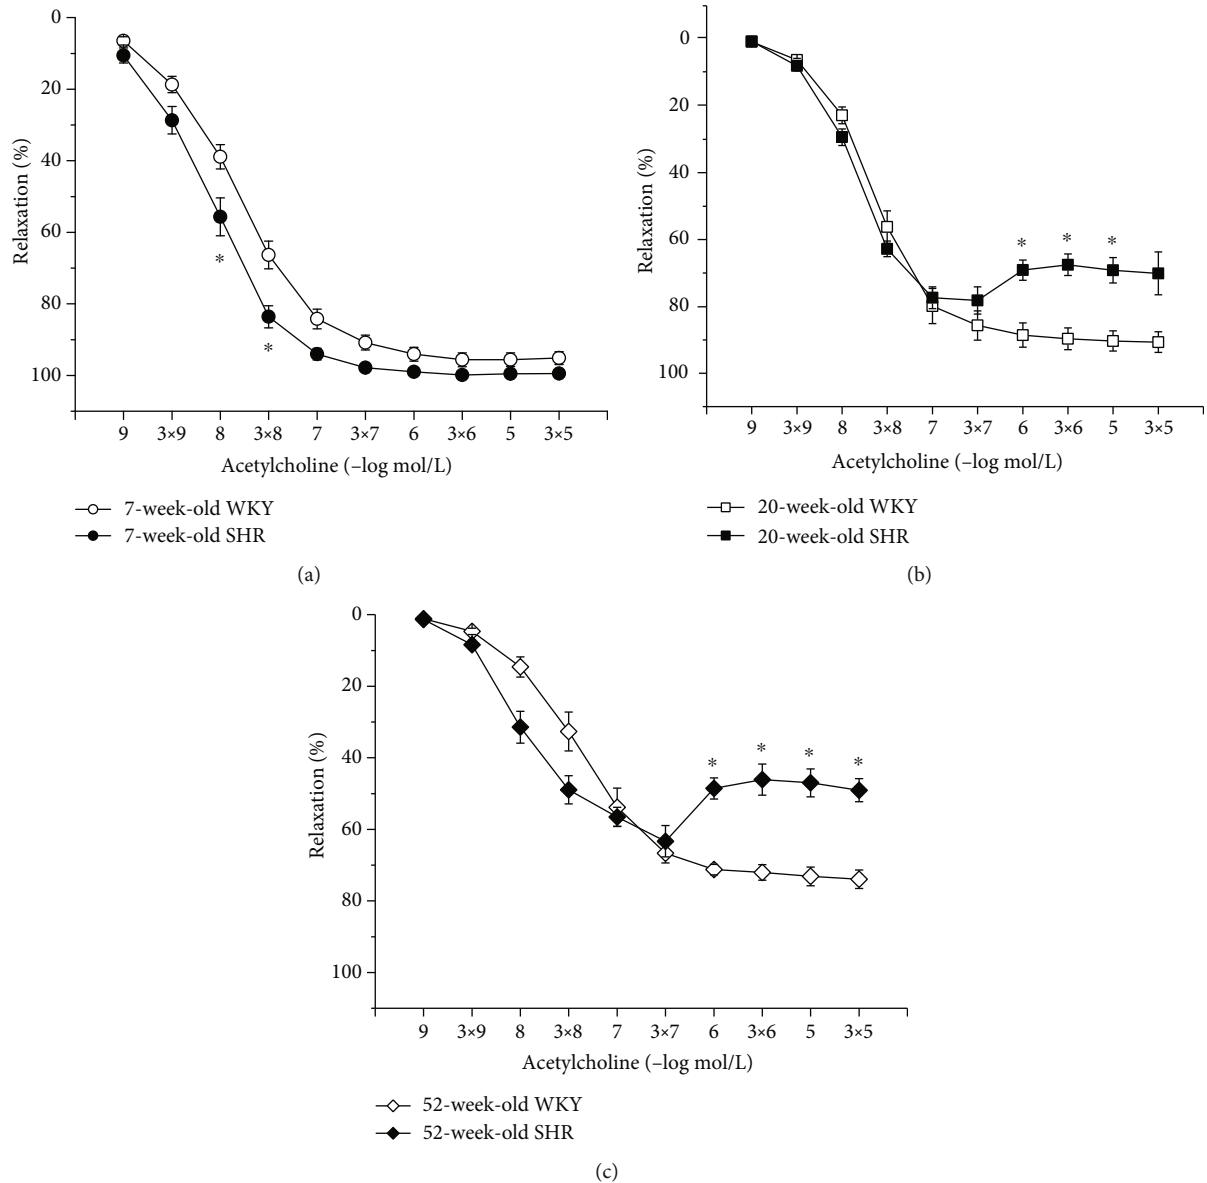 0
20
40
60
80
100
Relaxation (%)
*
*
9 3×9 8 3×8 7 3×7 6 3×6 5 3×5
Acetylcholine (–log mol/L)
7-week-old WKY
7-week-old SHR
(a)
0
20
40
60
80
100
Relaxation (%)
* * *
9 3×9 8 3×8 7 3×7 6 3×6 5 3×5
Acetylcholine (–log mol/L)
20-week-old WKY
20-week-old SHR
(b)
0
20
40
60
80
100
Relaxation (%)
* * * *
9 3×9 8 3×8 7 3×7 6 3×6 5 3×5
Acetylcholine (–log mol/L)
52-week-old WKY
52-week-old SHR
(c)